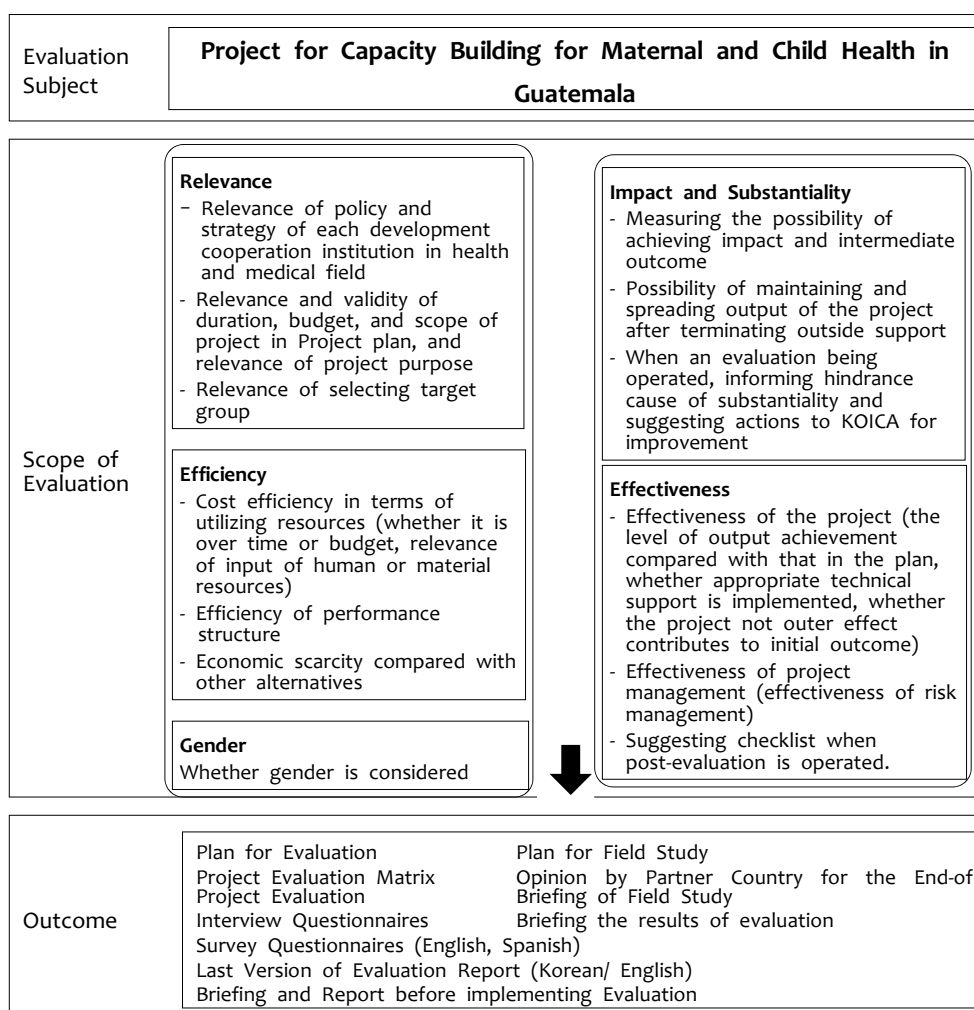 Evaluation
Subject
Project for Capacity Building for Maternal and Child Health in
Guatemala
Scope of
Evaluation
Relevance
– Relevance of policy and
strategy of each development
cooperation institution in health
and medical field
- Relevance and validity of
duration, budget, and scope of
project in Project plan, and
relevance of project purpose
- Relevance of selecting target
group
Efficiency
- Cost efficiency in terms of
utilizing resources (whether it is
over time or budget, relevance
of input of human or material
resources)
- Efficiency of performance
structure
- Economic scarcity compared with
other alternatives
Gender
Whether gender is considered
Impact and Substantiality
- Measuring the possibility of
achieving impact and intermediate
outcome
- Possibility of maintaining and
spreading output of the project
after terminating outside support
- When an evaluation being
operated, informing hindrance
cause of substantiality and
suggesting actions to KOICA for
improvement
Effectiveness
- Effectiveness of the project (the
level of output achievement
compared with that in the plan,
whether appropriate technical
support is implemented, whether
the project not outer effect
contributes to initial outcome)
- Effectiveness of project
management (effectiveness of risk
management)
- Suggesting checklist when
post-evaluation is operated.
Outcome
Plan for Evaluation Plan for Field Study
Project Evaluation Matrix Opinion by Partner Country for the End-of
Project Evaluation Briefing of Field Study
Interview Questionnaires Briefing the results of evaluation
Survey Questionnaires (English, Spanish)
Last Version of Evaluation Report (Korean/ English)
Briefing and Report before implementing Evaluation